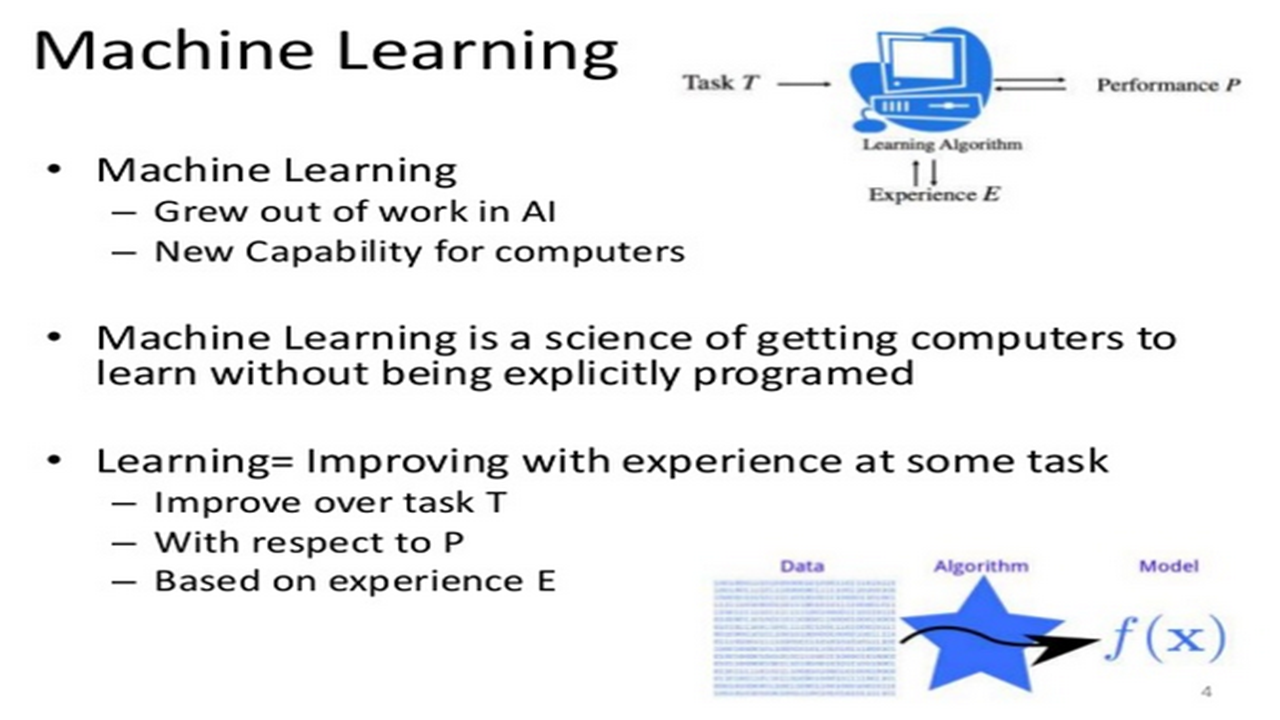 Machine Learning
Task T
Performance P
Learning Algorithm
Experience E
• Machine Learning
– Grew out of work in AI
– New Capability for computers
• Machine Learning is a science of getting computers to
learn without being explicitly programed
• Learning= Improving with experience at some task
– Improve over task T
– With respect to P
– Based on experience E
Data
Algorithm
Model
f(x)
4